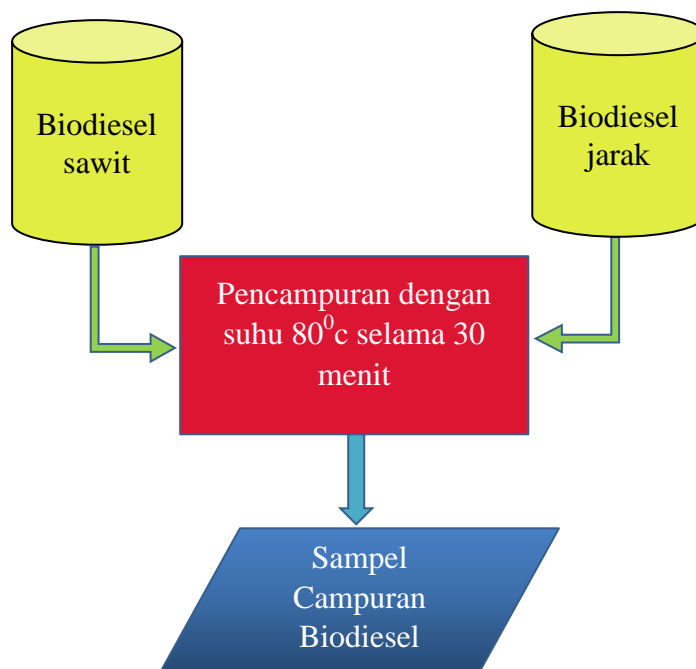 Biodiesel
sawit
Biodiesel
jarak
Pencampuran dengan
suhu 80⁰c selama 30
menit
Sampel
Campuran
Biodiesel